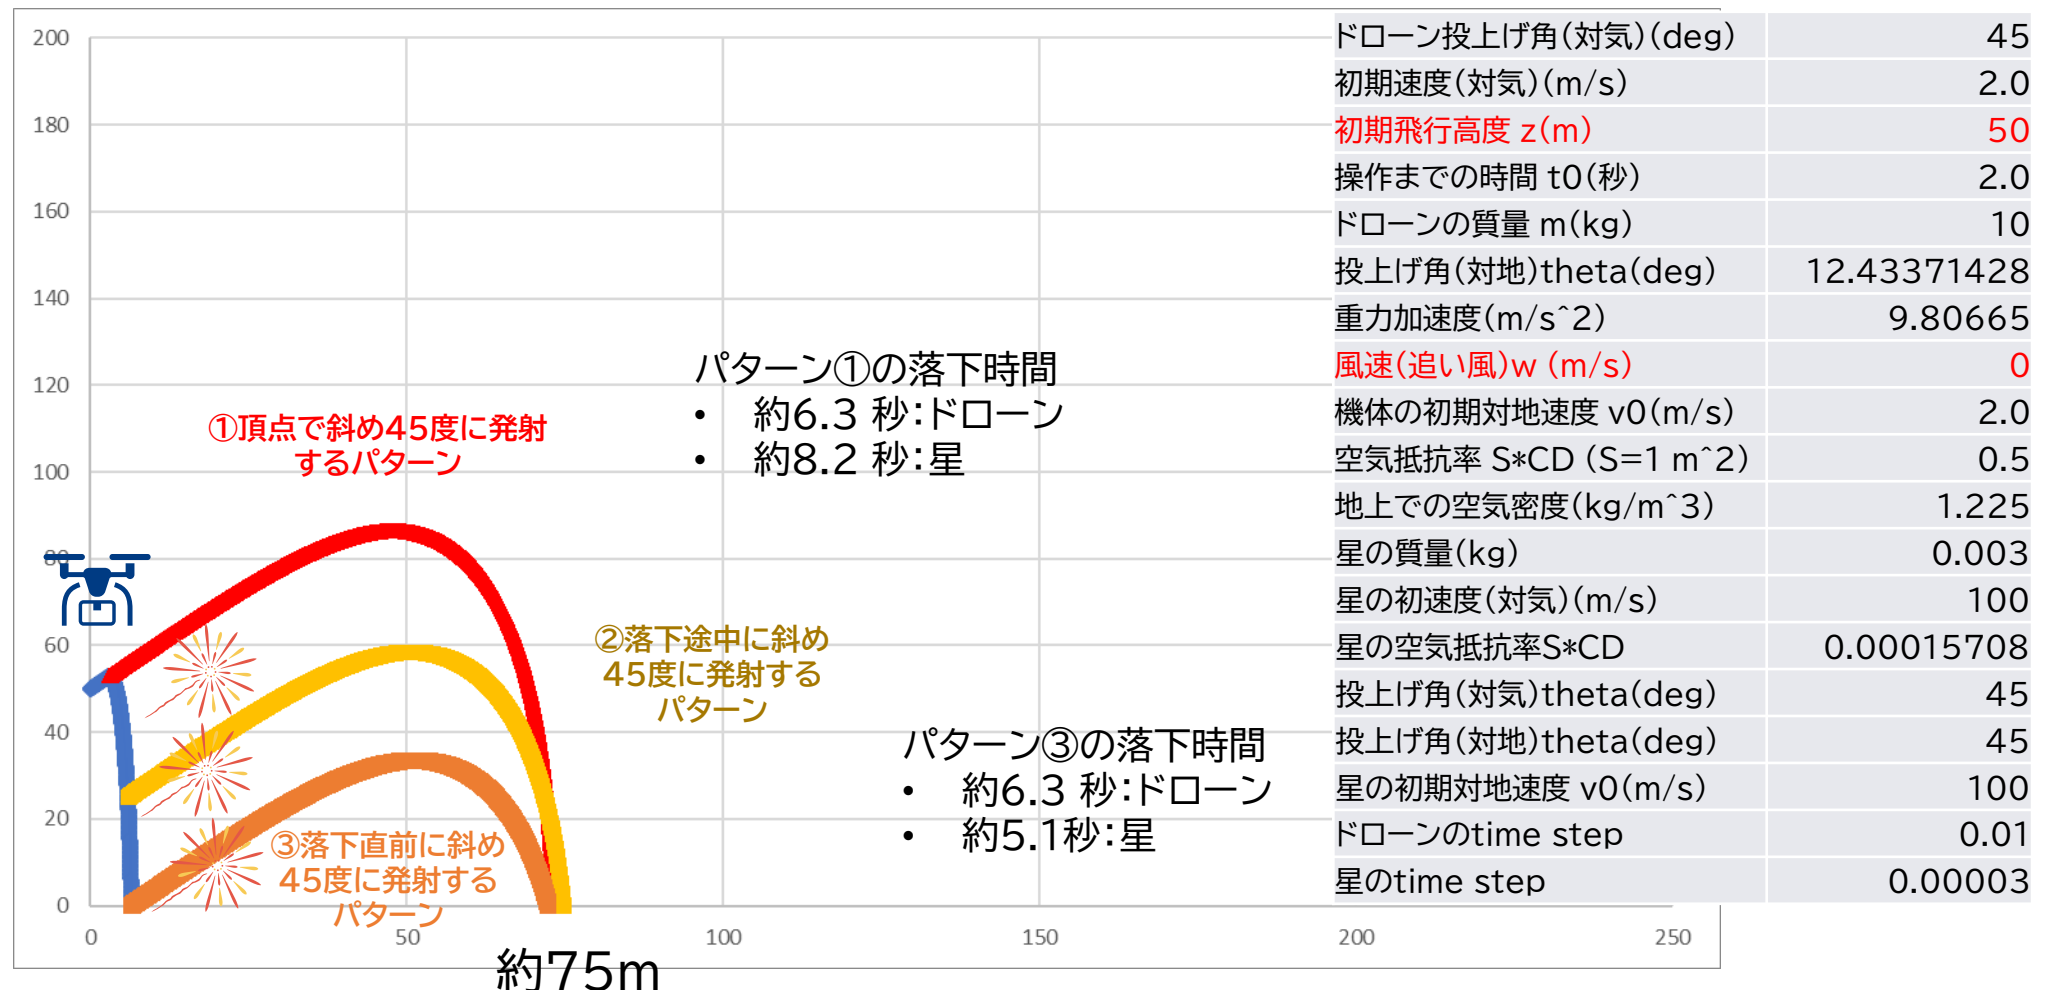 200
180
160
140
120
100
80
60
40
20
0
0
50
100
150
200
250
①頂点で斜め45度に発射
するパターン
パターン①の落下時間
• 約6.3 秒：ドローン
• 約8.2 秒：星
②落下途中に斜め
45度に発射する
パターン
パターン③の落下時間
• 約6.3 秒：ドローン
• 約5.1秒：星
③落下直前に斜め
45度に発射する
パターン
約75m
ドローン投上げ角（対気）（deg） 45
初期速度（対気）（m/s） 2.0
初期飛行高度 z（m） 50
操作までの時間 t0（秒） 2.0
ドローンの質量 m（kg） 10
投上げ角（対地）theta（deg） 12.43371428
重力加速度（m/s^2） 9.80665
風速（追い風）w （m/s） 0
機体の初期対地速度 v0（m/s） 2.0
空気抵抗率 S*CD （S=1 m^2） 0.5
地上での空気密度（kg/m^3） 1.225
星の質量（kg） 0.003
星の初速度（対気）（m/s） 100
星の空気抵抗率S*CD 0.00015708
投上げ角（対気）theta（deg） 45
投上げ角（対地）theta（deg） 45
星の初期対地速度 v0（m/s） 100
ドローンのtime step 0.01
星のtime step 0.00003